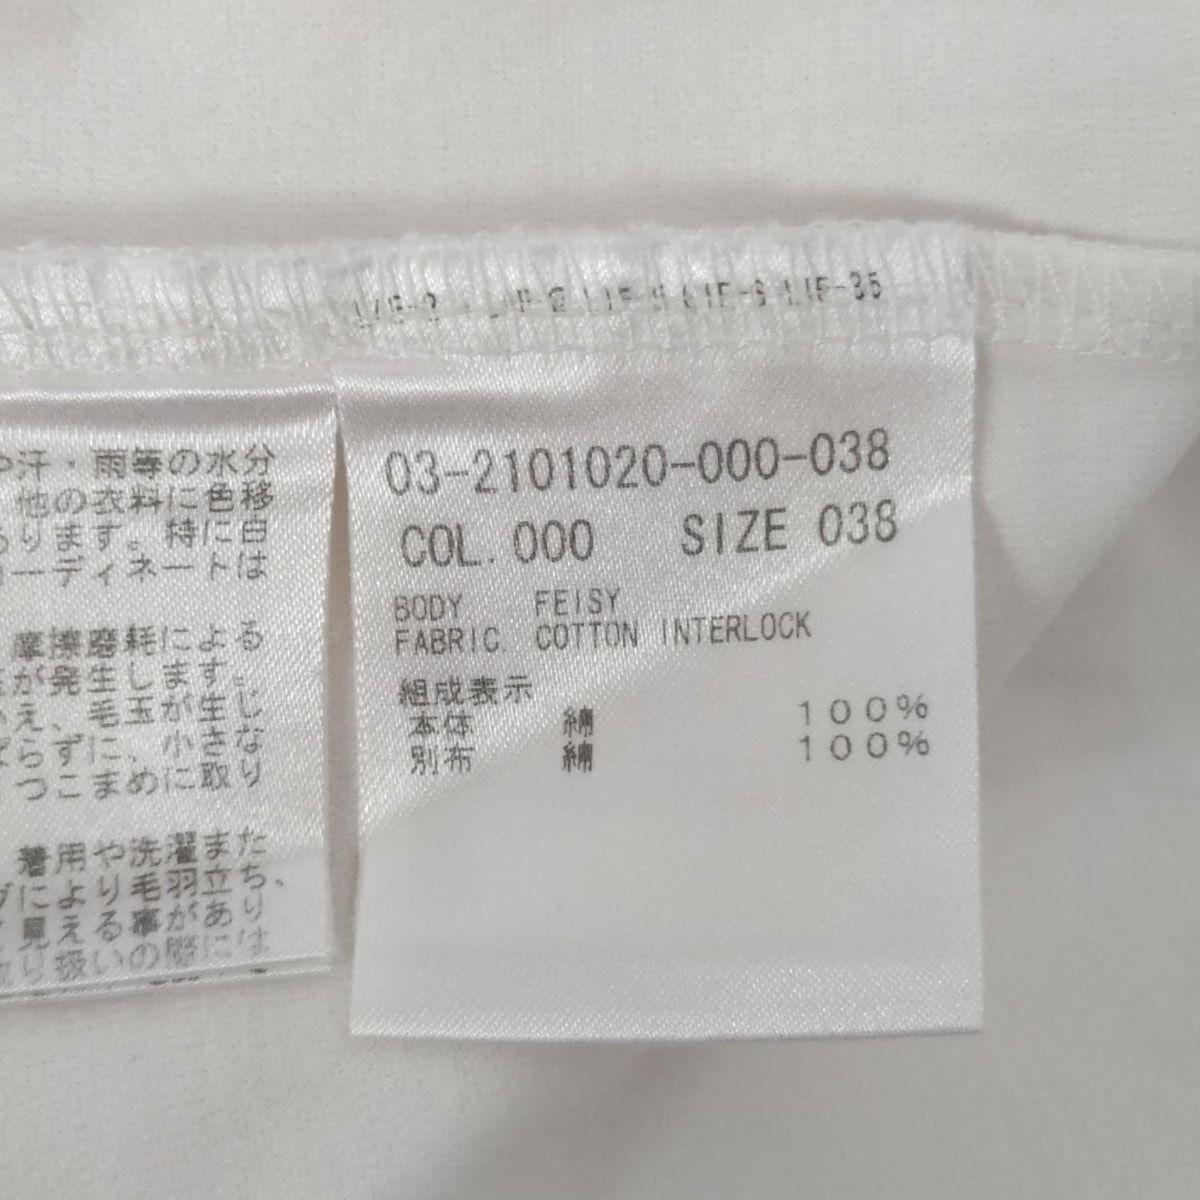 や汗・雨等の水分
他の衣料に色移
ります。特に白
コーディネートは
摩擦磨耗による
が発生します。
え、毛玉が生じ
ぱらずに、小さな
つこまめに取り
着用や洗濯また
グにより毛羽立ち、
見える事があり
取り扱いの際には
03-2101020-000-038
COL. 000 SIZE 038
BODY FEISY
FABRIC COTTON INTERLOCK
組成表示
本体 綿 100%
別布 綿 100%